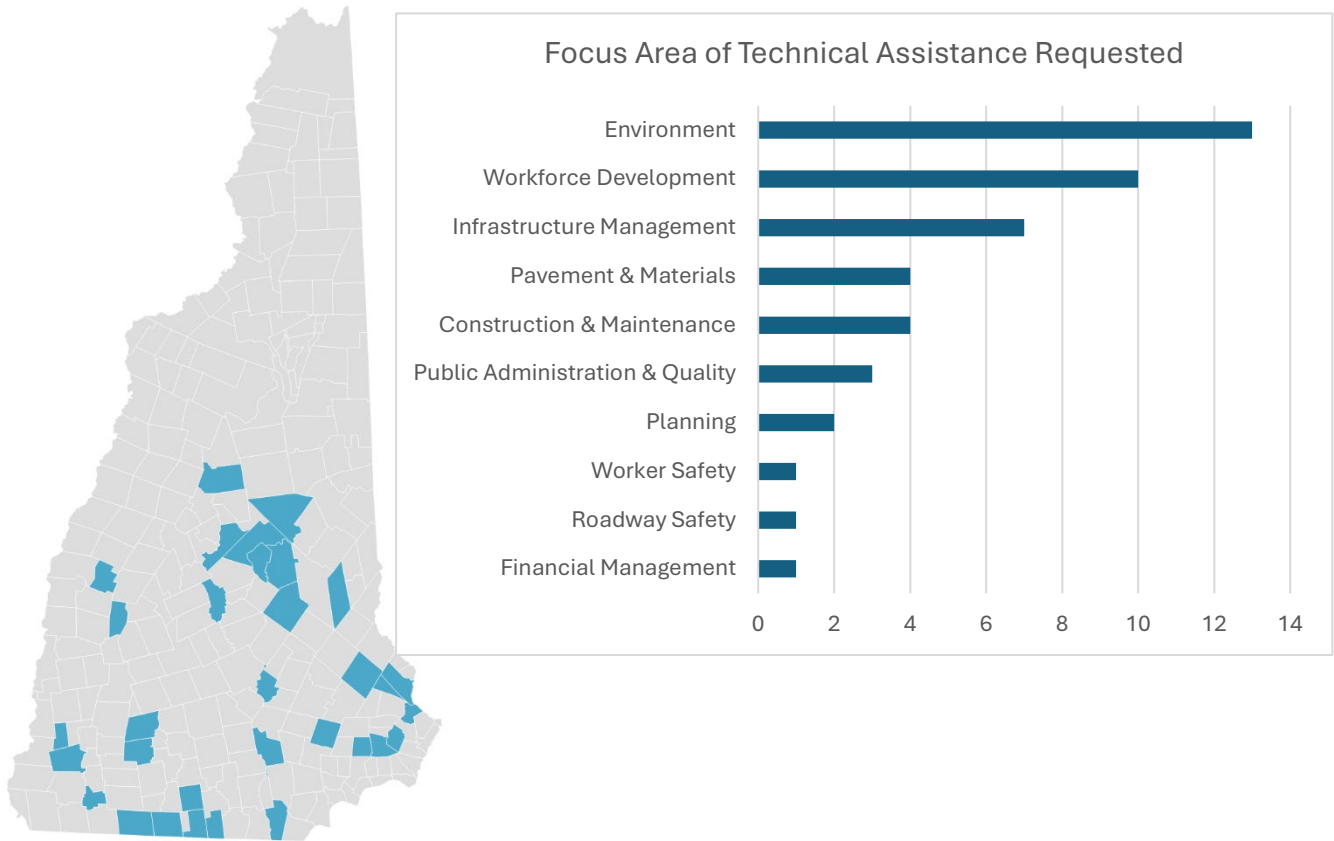 Focus Area of Technical Assistance Requested
Environment
Workforce Development
Infrastructure Management
Pavement & Materials
Construction & Maintenance
Public Administration & Quality
Planning
Worker Safety
Roadway Safety
Financial Management
0 2 4 6 8 10 12 14